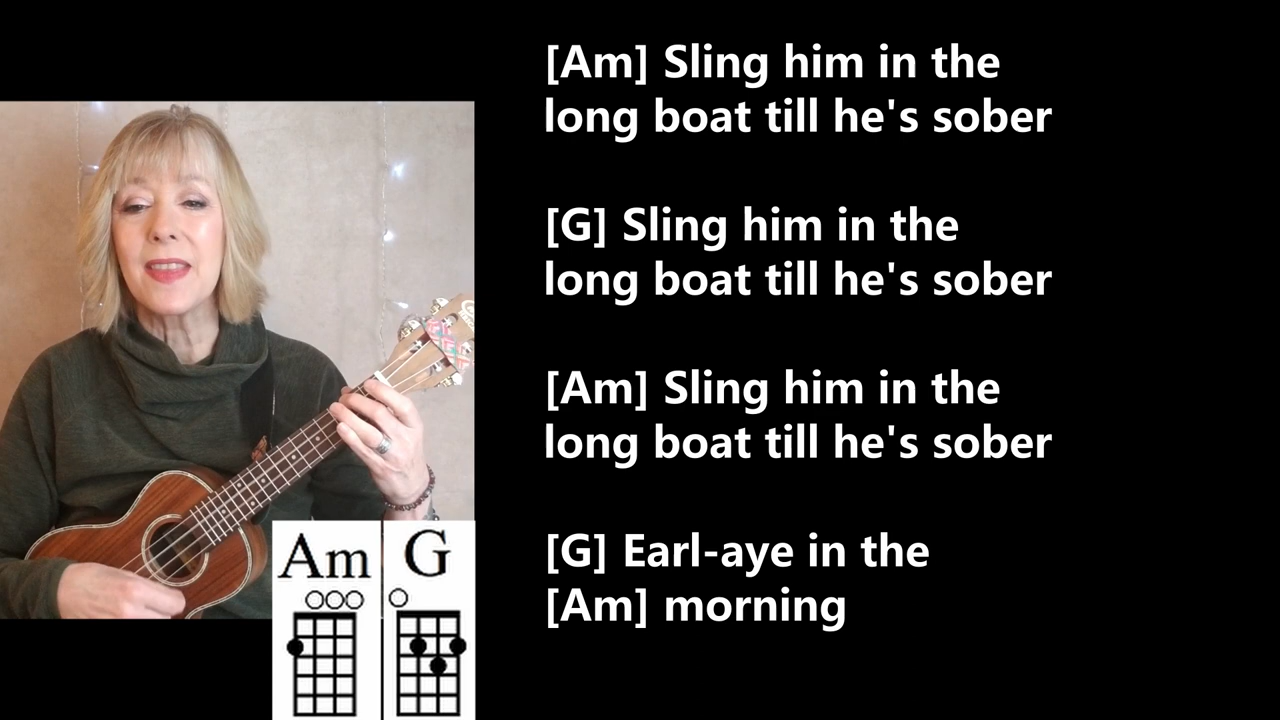 [Am] Sling him in the
long boat till he's sober
[G] Sling him in the
long boat till he's sober
[Am] Sling him in the
long boat till he's sober
[G] Earl-aye in the
[Am] morning
Am G